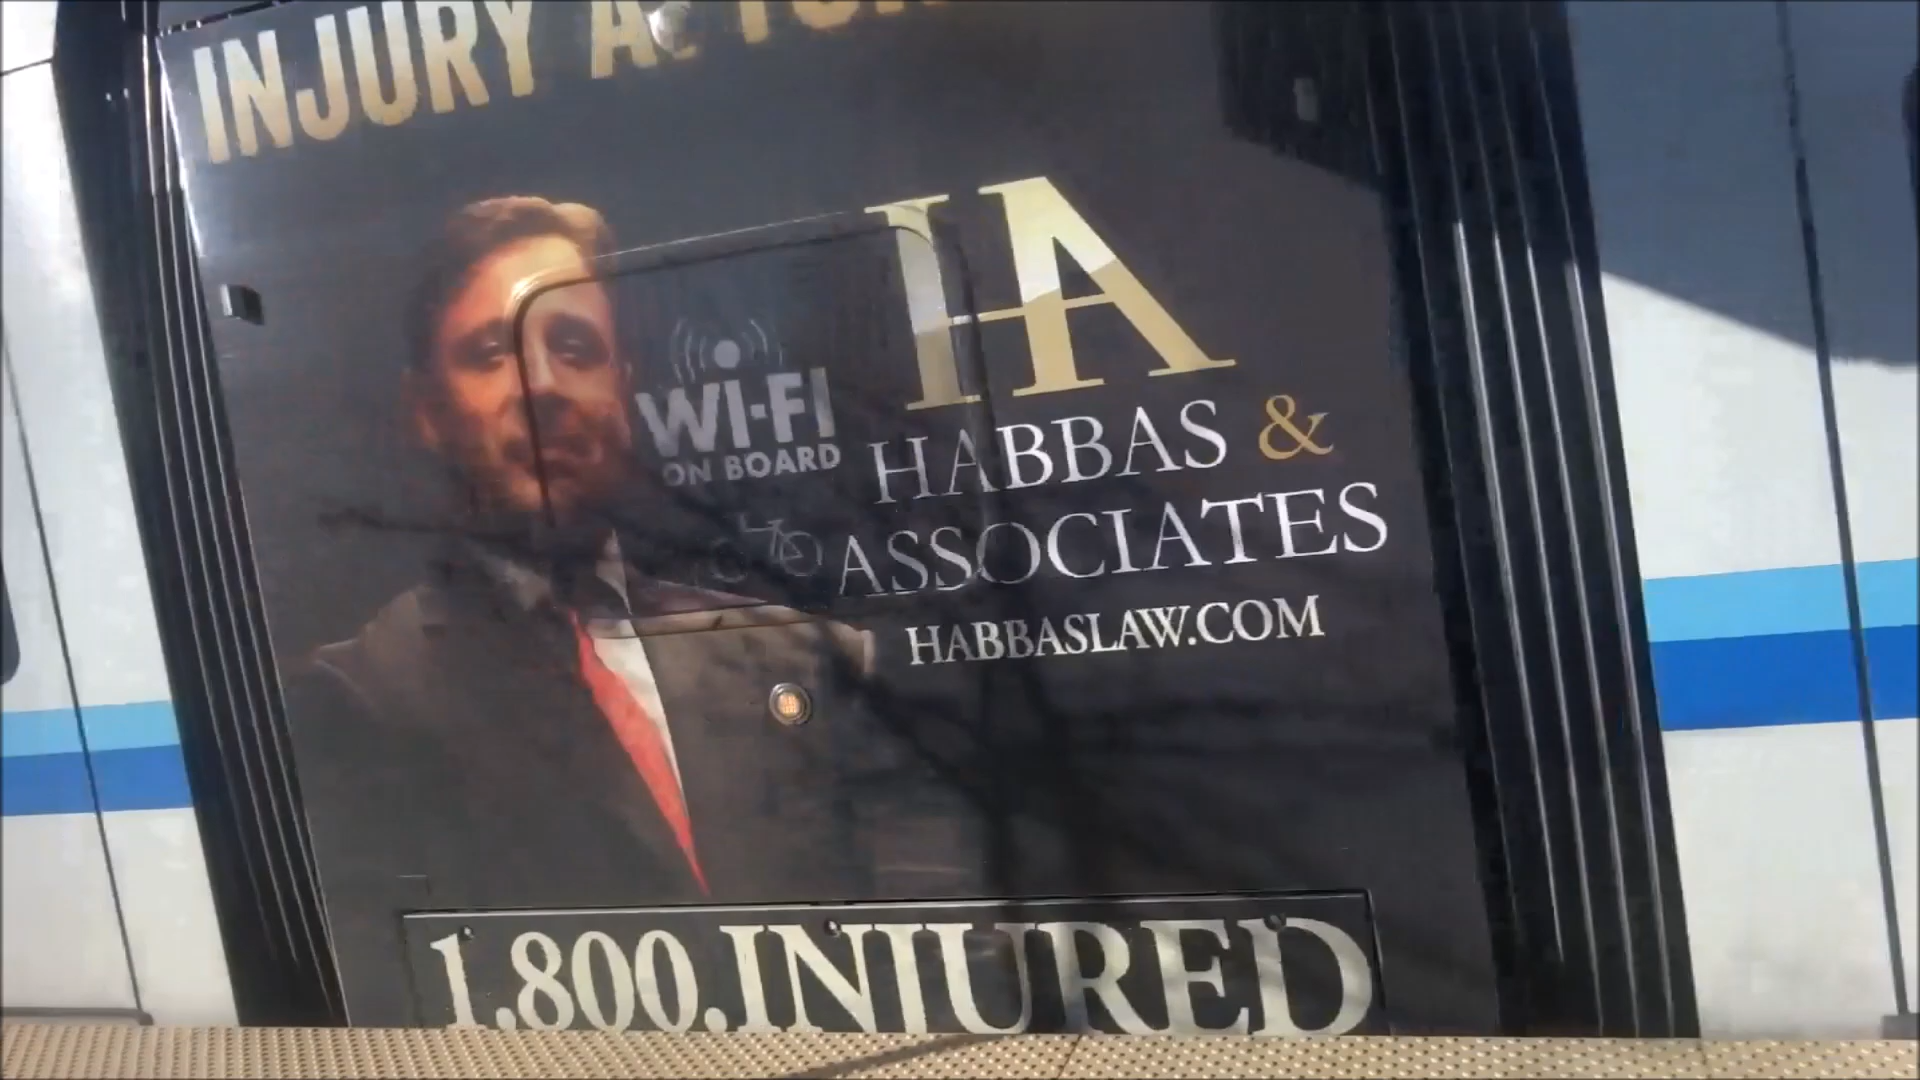 INJURY
HA
WI-FI
ON BOARD
HABBAS &
ASSOCIATES
HABBASLAW.COM
1.800.INJURED